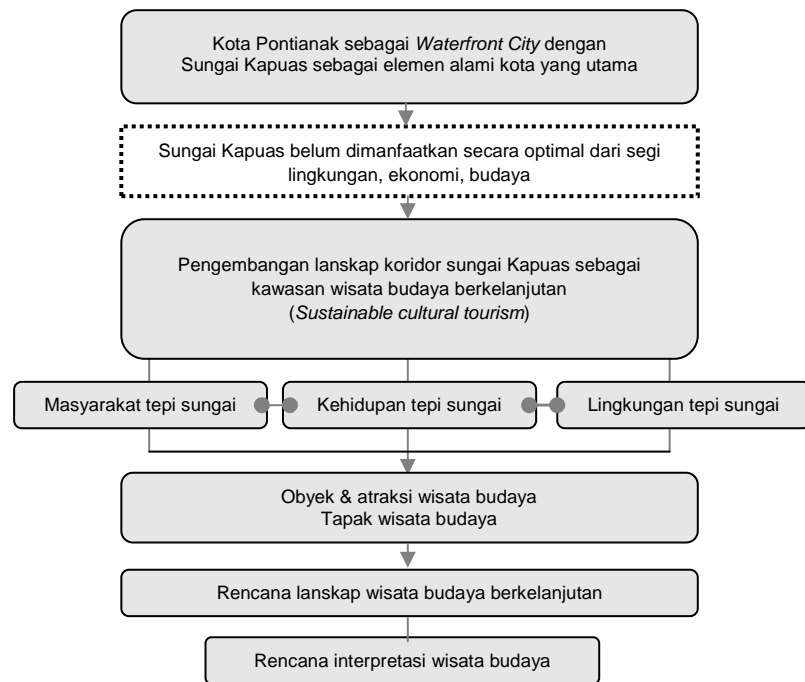 Kota Pontianak sebagai Waterfront City dengan
Sungai Kapuas sebagai elemen alami kota yang utama
Sungai Kapuas belum dimanfaatkan secara optimal dari segi
lingkungan, ekonomi, budaya
Pengembangan lanskap koridor sungai Kapuas sebagai
kawasan wisata budaya berkelanjutan
(Sustainable cultural tourism)
Masyarakat tepi sungai
Kehidupan tepi sungai
Lingkungan tepi sungai
Obyek & atraksi wisata budaya
Tapak wisata budaya
Rencana lanskap wisata budaya berkelanjutan
Rencana interpretasi wisata budaya